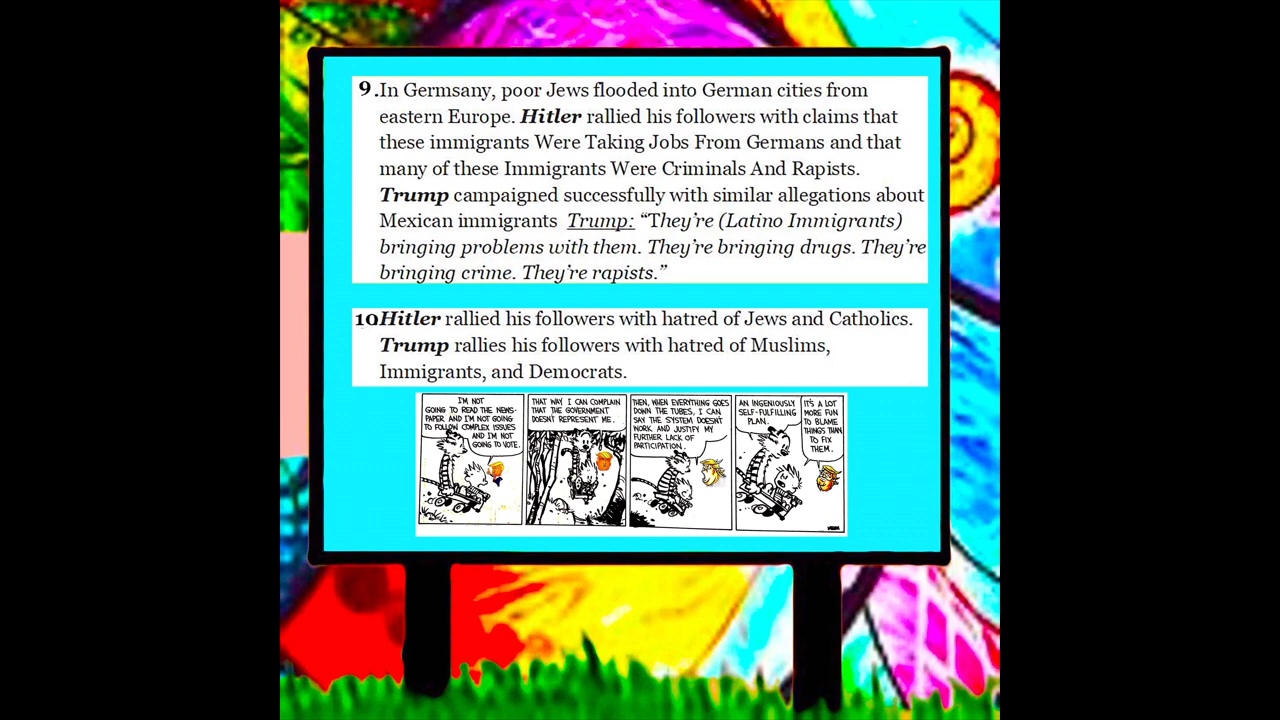 9.In Germsany, poor Jews flooded into German cities from
eastern Europe. Hitler rallied his followers with claims that
these immigrants Were Taking Jobs From Germans and that
many of these Immigrants Were Criminals And Rapists.
Trump campaigned successfully with similar allegations about
Mexican immigrants Trump: “They’re (Latino Immigrants)
bringing problems with them. They’re bringing drugs. They’re
bringing crime. They’re rapists.”
10Hitler rallied his followers with hatred of Jews and Catholics.
Trump rallies his followers with hatred of Muslims,
Immigrants, and Democrats.
I'M NOT
GOING TO READ THE NEWS-
PAPER, AND I'M NOT GOING
TO FOLLOW COMPLEX ISSUES
AND I'M NOT
GOING TO VOTE.
THAT WAY I CAN COMPLAIN
THAT THE GOVERNMENT
DOESN'T REPRESENT ME.
THEN, WHEN EVERYTHING GOES
DOWN THE TUBES, I CAN
SAY THE SYSTEM DOESN'T
WORK AND JUSTIFY MY
FURTHER LACK OF
PARTICIPATION.
AN INGENIOUSLY
SELF-FULFILLING
PLAN.
IT'S A LOT
MORE FUN
TO BLAME
THINGS THAN
TO FIX
THEM.